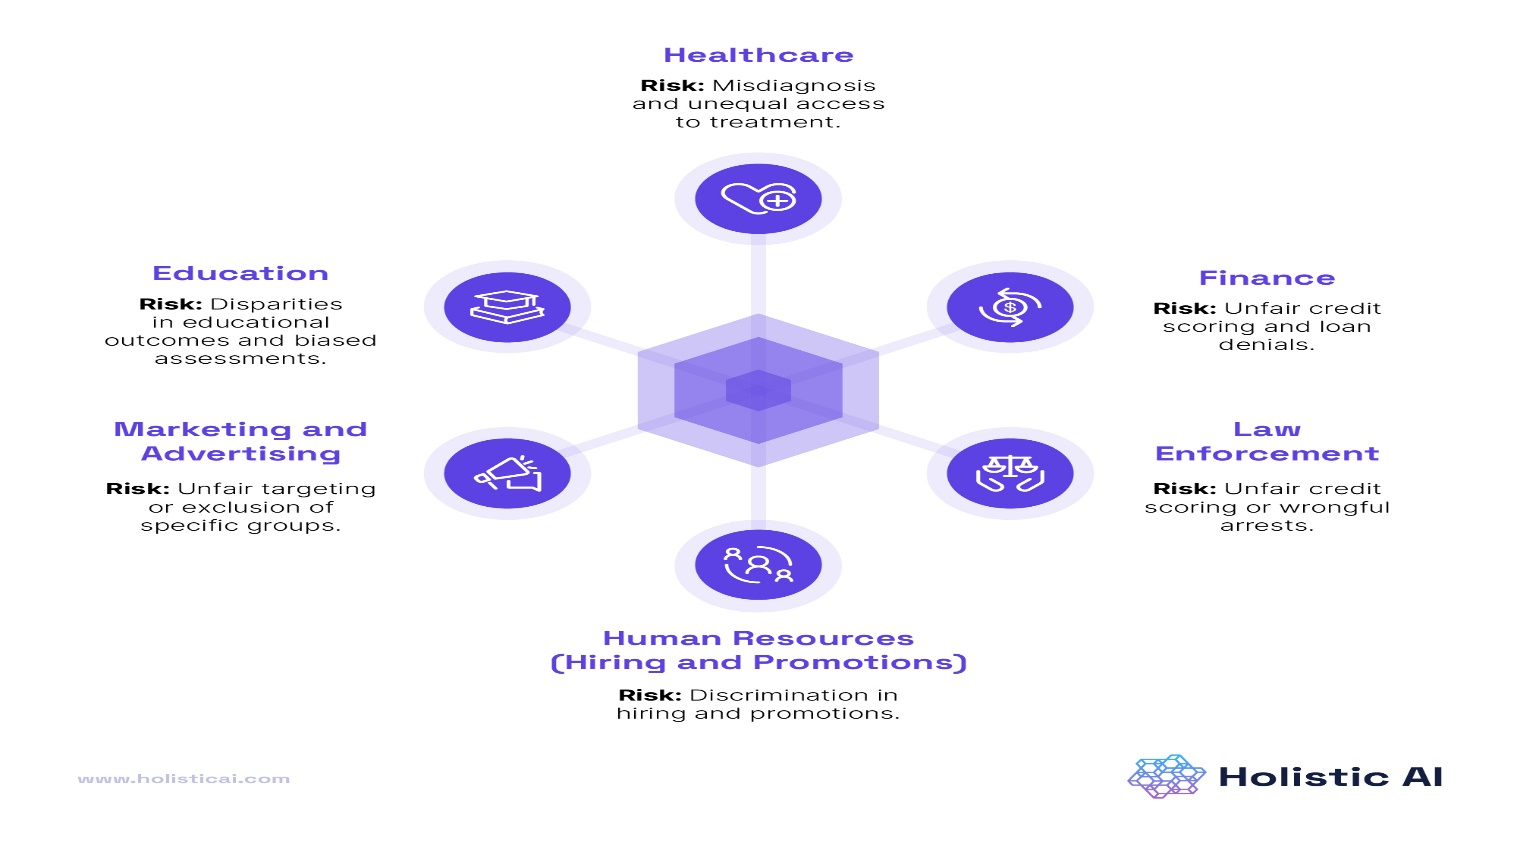 Healthcare
Risk: Misdiagnosis
and unequal access
to treatment.
Education
Risk: Disparities
in educational
outcomes and biased
assessments.
Finance
Risk: Unfair credit
scoring and loan
denials.
Marketing and
Advertising
Risk: Unfair targeting
or exclusion of
specific groups.
Law
Enforcement
Risk: Unfair credit
scoring or wrongful
arrests.
$
Human Resources
(Hiring and Promotions)
Risk: Discrimination in
hiring and promotions.
www.holisticai.com
Holistic AI